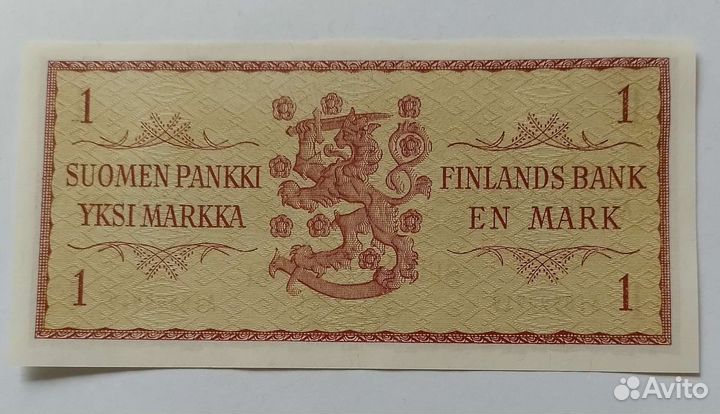 1
1
SUOMEN PANKKI
FINLANDS BANK
YKSI MARKKA
EN MARK
1
1
Avito